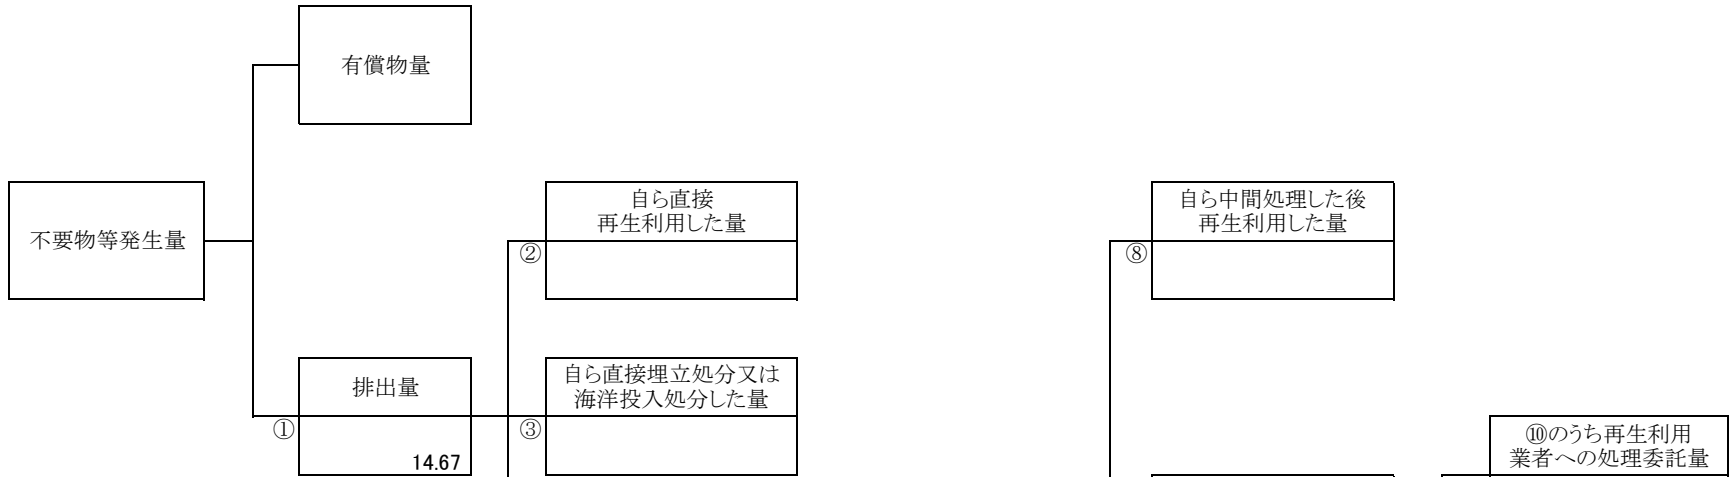 有償物量
不要物等発生量
自ら直接
再生利用した量
②
自ら中間処理した後
再生利用した量
⑧
排出量
①
14.67
自ら直接埋立処分又は
海洋投入処分した量
③
⑩のうち再生利用
業者への処理委託量